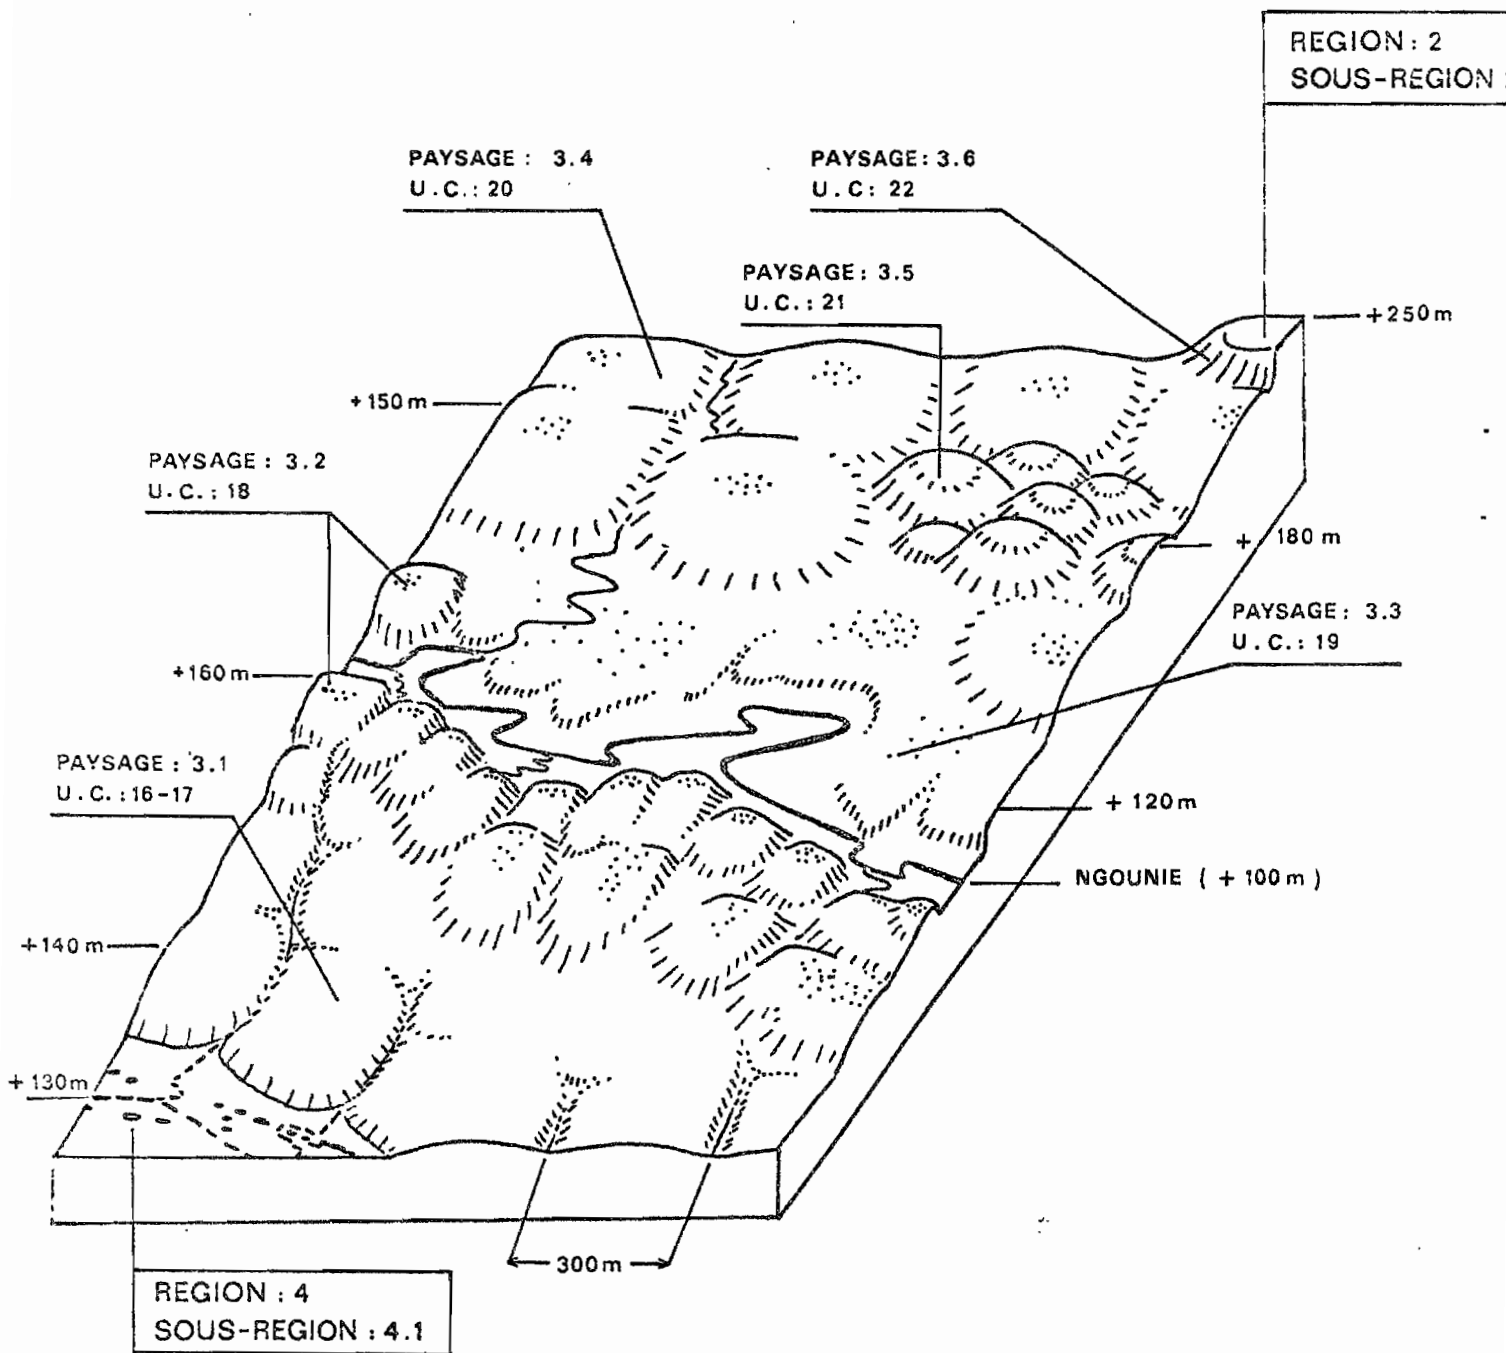 REGION : 2
SOUS-REGION
PAYSAGE : 3.4
U.C.: 20
PAYSAGE: 3.6
U.C: 22
PAYSAGE: 3.5
U.C.: 21
+250m
+150m
PAYSAGE : 3.2
U.C.: 18
+ 180 m
PAYSAGE: 3.3
U.C.: 19
+160m
PAYSAGE : 3.1
U.C.:16-17
+ 120m
NGOUNIE ( + 100m )
+140m
+130m
300m
REGION : 4
SOUS-REGION : 4.1